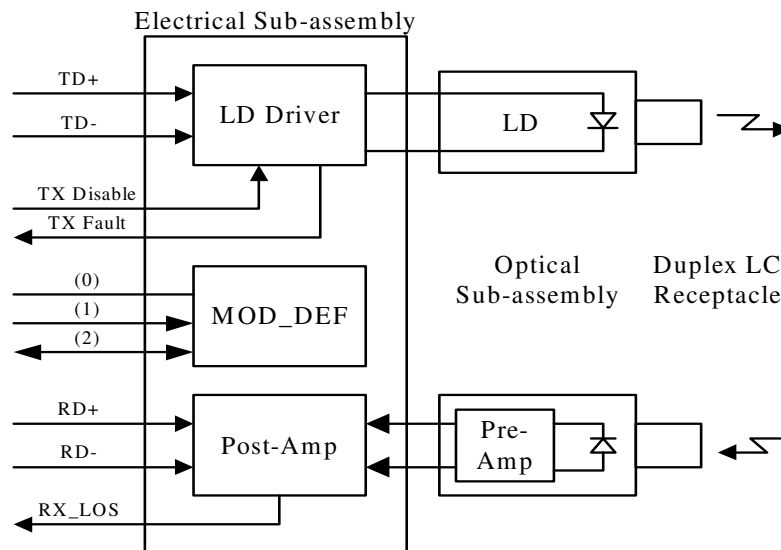 Electrical Sub-assembly
TD+
TD-
LD Driver
LD
TX Disable
TX Fault
(0)
(1)
(2)
MOD_DEF
Optical
Sub-assembly
Duplex LC
Receptacle
RD+
RD-
Post-Amp
Pre-
Amp
RX_LOS